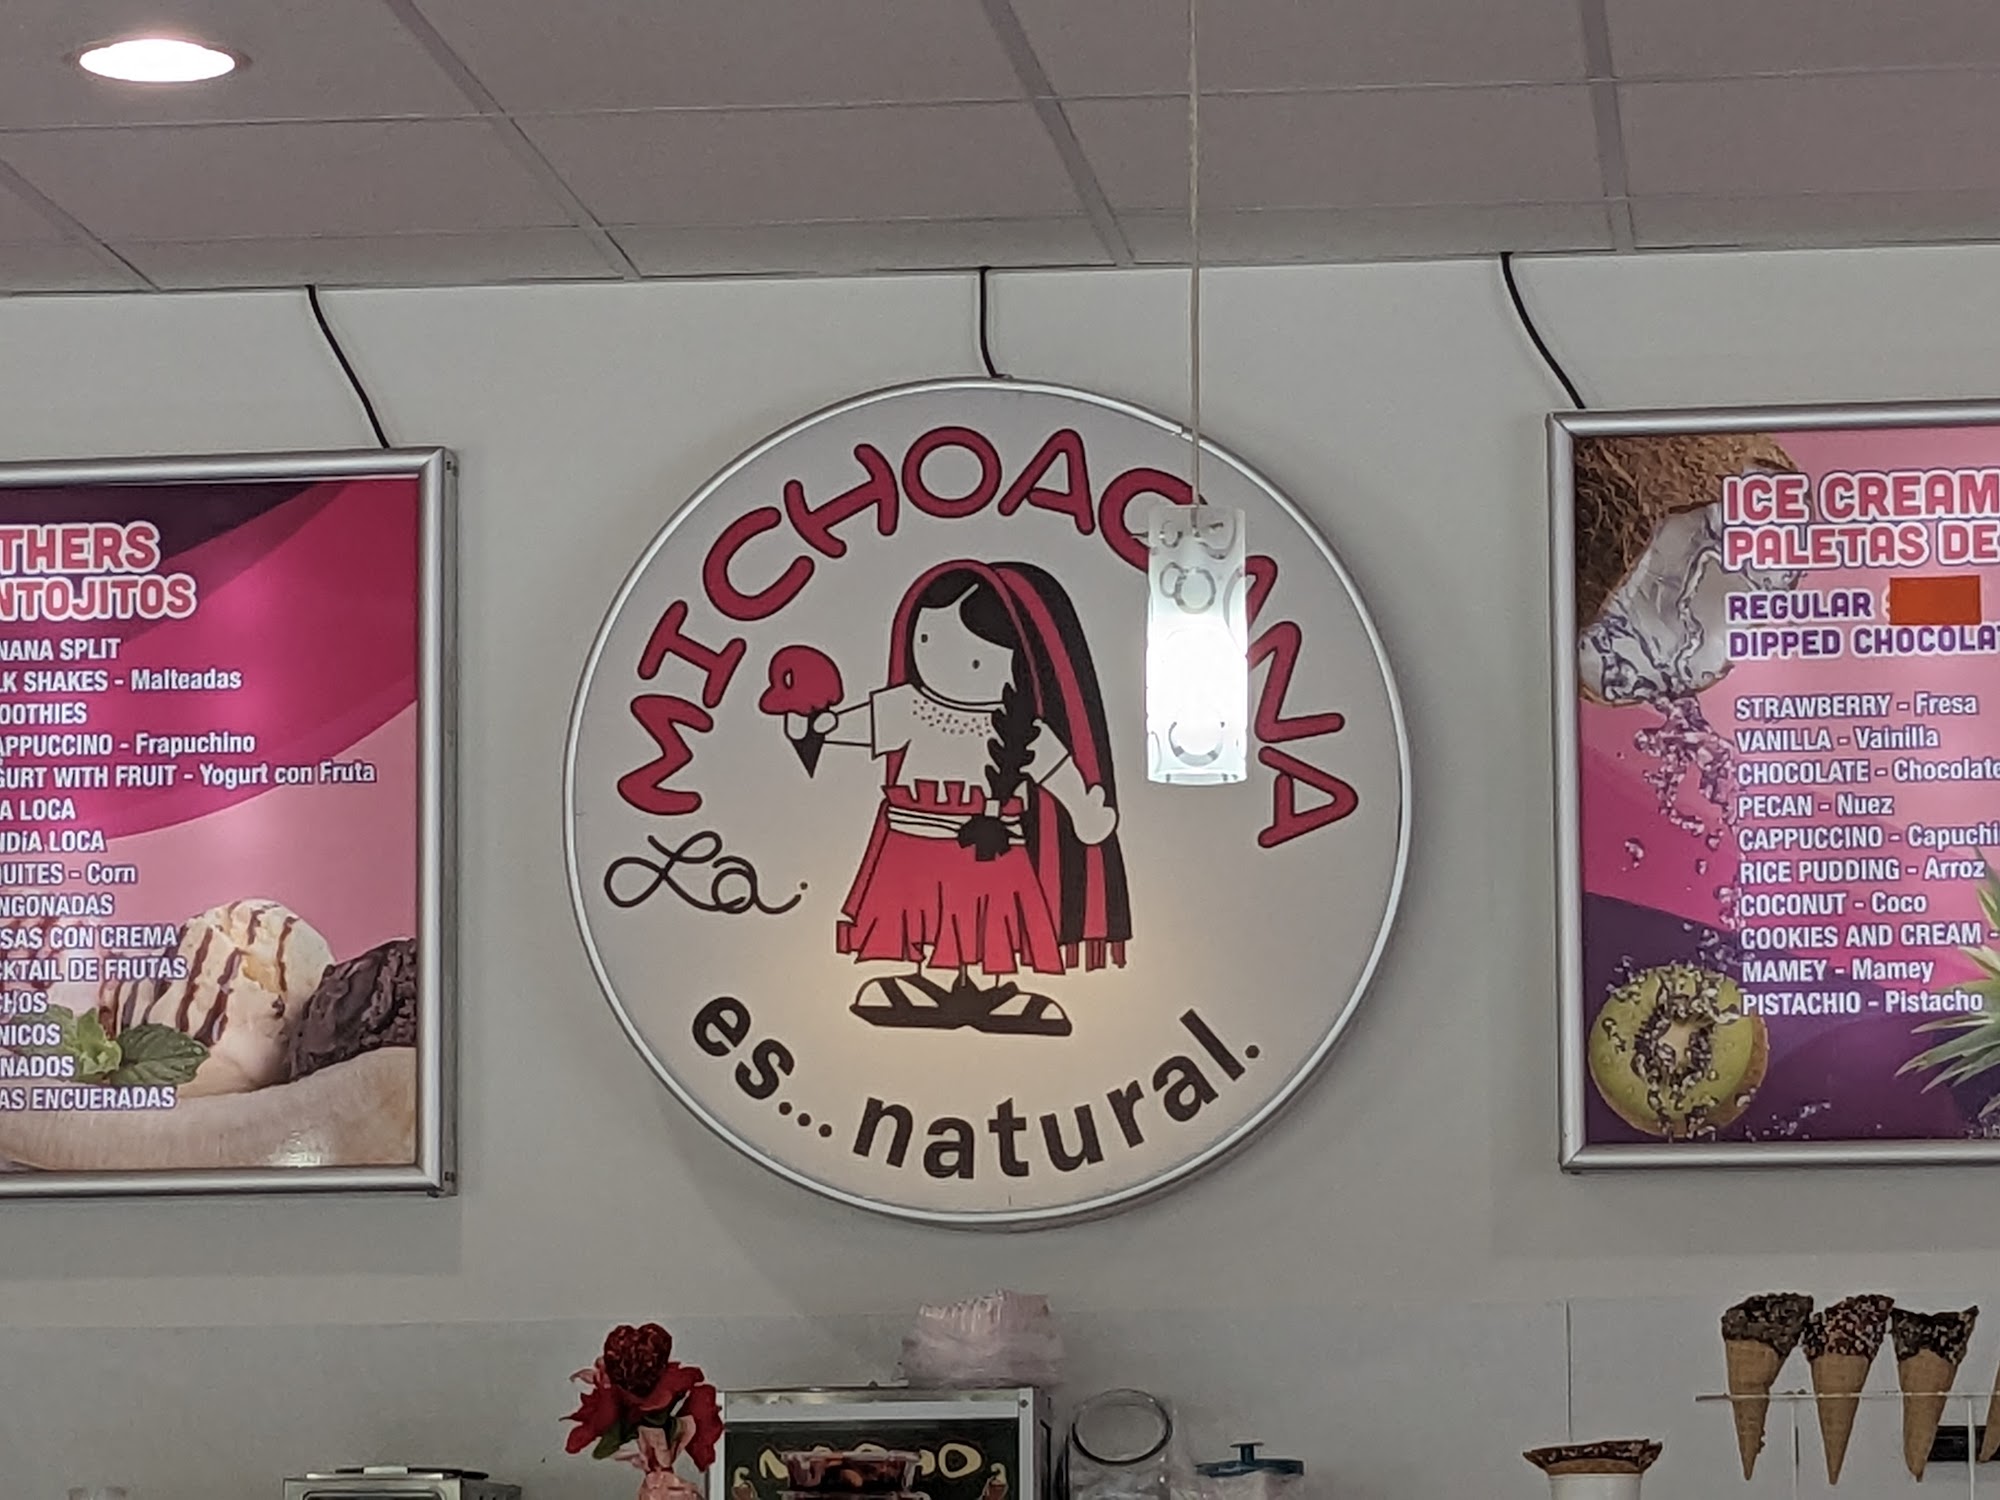 THERS
NTOJITOS
NANA SPLIT
LK SHAKES - Malteadas
OOTHIES
APPUCCINO - Frapuchino
GURT WITH FRUIT - Yogurt con Fruta
A LOCA
NDíA LOCA
QUITES - Corn
NGONADAS
SAS CON CREMA
CKTAIL DE FRUTAS
CHOS
NICOS
NADOS
AS ENCUERADAS
La
MICHOACANA
es... natural.
ICE CREAM
PALETAS DE
REGULAR
DIPPED CHOCOLAT
STRAWBERRY - Fresa
VANILLA - Vainilla
CHOCOLATE - Chocolate
PECAN - Nuez
CAPPUCCINO - Capuchi
RICE PUDDING - Arroz
COCONUT - Coco
COOKIES AND CREAM -
MAMEY - Mamey
PISTACHIO - Pistacho